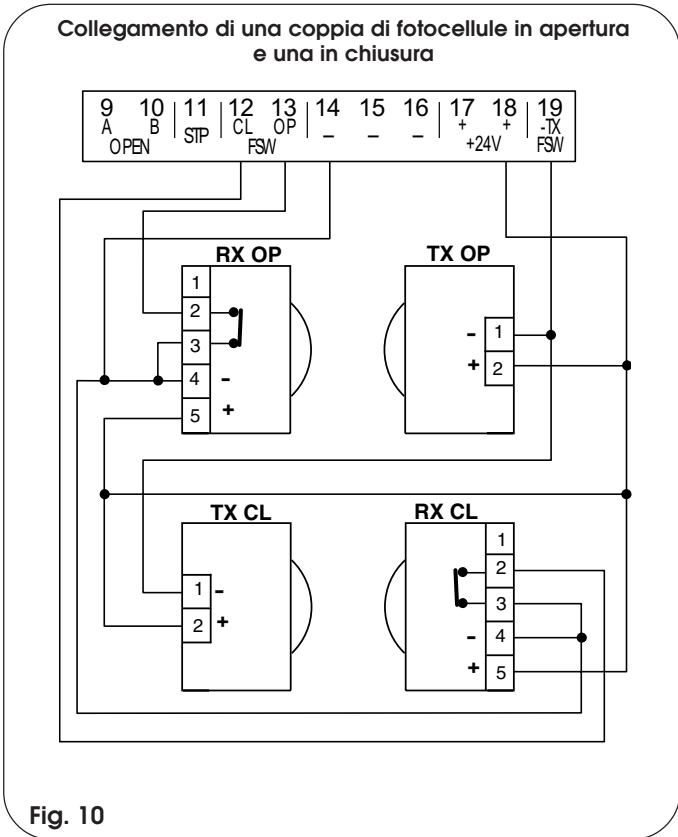 Collegamento di una coppia di fotocellule in apertura
e una in chiusura
9 10 11 12 13 14 15 16 17 18 19
A B STP CL OP – – – + + -TX
OPEN FSW +24V FSW
RX OP TX OP
1
2
3
4 -
5 +
- 1
+ 2
TX CL RX CL
1 -
2 +
1
2
3
- 4
+ 5
Fig. 10